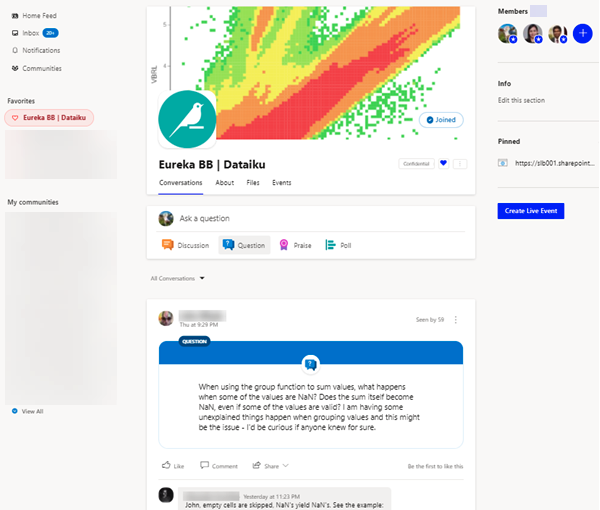 Home Feed
Inbox 20+
Notifications
Communities
Favorites
Eureka BB | Dataiku
My communities
View All
5
4
VBRL
Joined
Eureka BB | Dataiku
Confidential
Conversations About Files Events
Ask a question
Discussion Question Praise Poll
All Conversations
Thu at 9:29 PM
Seen by 59
QUESTION
When using the group function to sum values, what happens
when some of the values are NaN? Does the sum itself become
NaN, even if some of the values are valid? I am having some
unexplained things happen when grouping values and this might
be the issue - I'd be curious if anyone knew for sure.
Like Comment Share
Be the first to like this
Yesterday at 11:23 PM
John, empty cells are skipped, NaN's yield NaN's. See the example:
Members
Info
Edit this section
Pinned
https://slb001.sharepoint...
Create Live Event